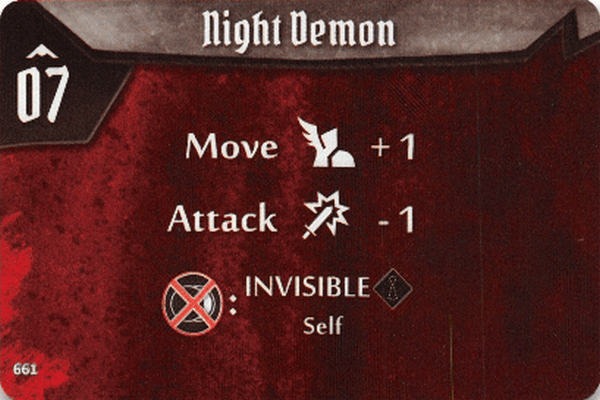 Night Demon
07
Move + 1
Attack - 1
: INVISIBLE
Self
661